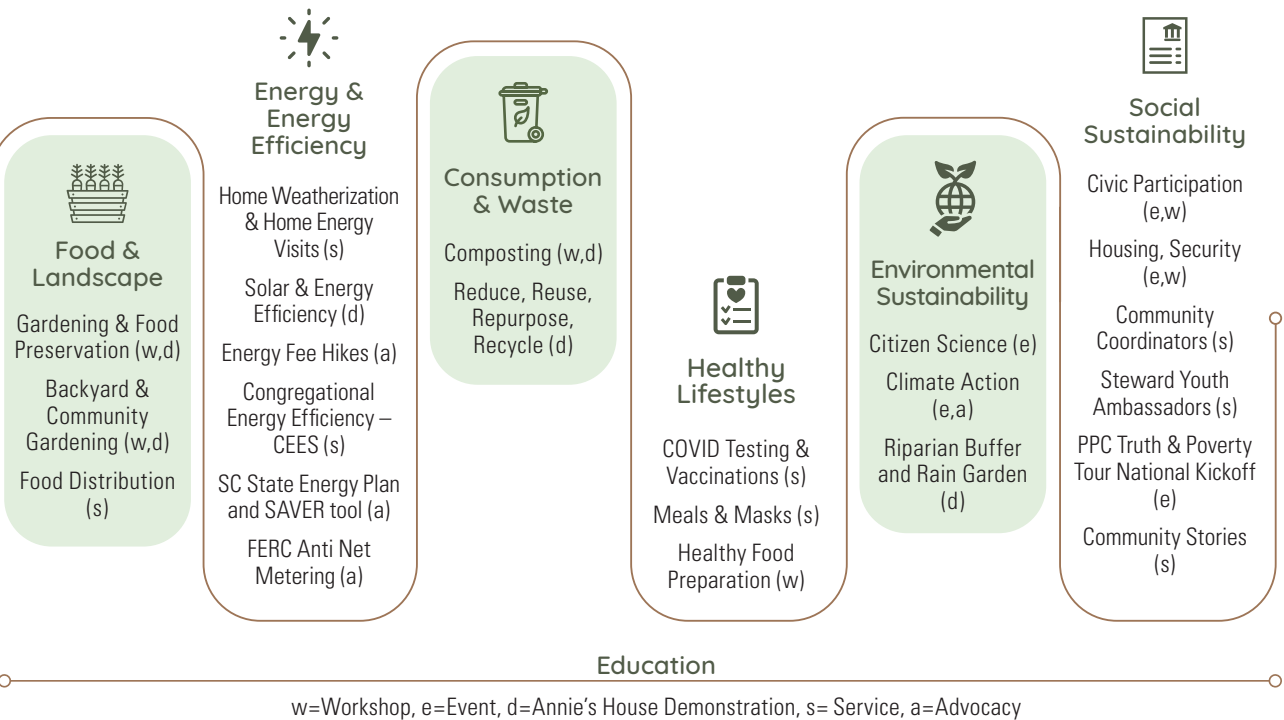 Food &
Landscape
Gardening & Food
Preservation (w,d)
Backyard &
Community
Gardening (w,d)
Food Distribution
(s)
Energy &
Energy
Efficiency
Home Weatherization
& Home Energy
Visits (s)
Solar & Energy
Efficiency (d)
Energy Fee Hikes (a)
Congregational
Energy Efficiency –
CEES (s)
SC State Energy Plan
and SAVER tool (a)
FERC Anti Net
Metering (a)
Consumption
& Waste
Composting (w,d)
Reduce, Reuse,
Repurpose,
Recycle (d)
Healthy
Lifestyles
COVID Testing &
Vaccinations (s)
Meals & Masks (s)
Healthy Food
Preparation (w)
Environmental
Sustainability
Citizen Science (e)
Climate Action
(e,a)
Riparian Buffer
and Rain Garden
(d)
Social
Sustainability
Civic Participation
(e,w)
Housing, Security
(e,w)
Community
Coordinators (s)
Steward Youth
Ambassadors (s)
PPC Truth & Poverty
Tour National Kickoff
(e)
Community Stories
(s)
Education
w=Workshop, e=Event, d=Annie's House Demonstration, s= Service, a=Advocacy